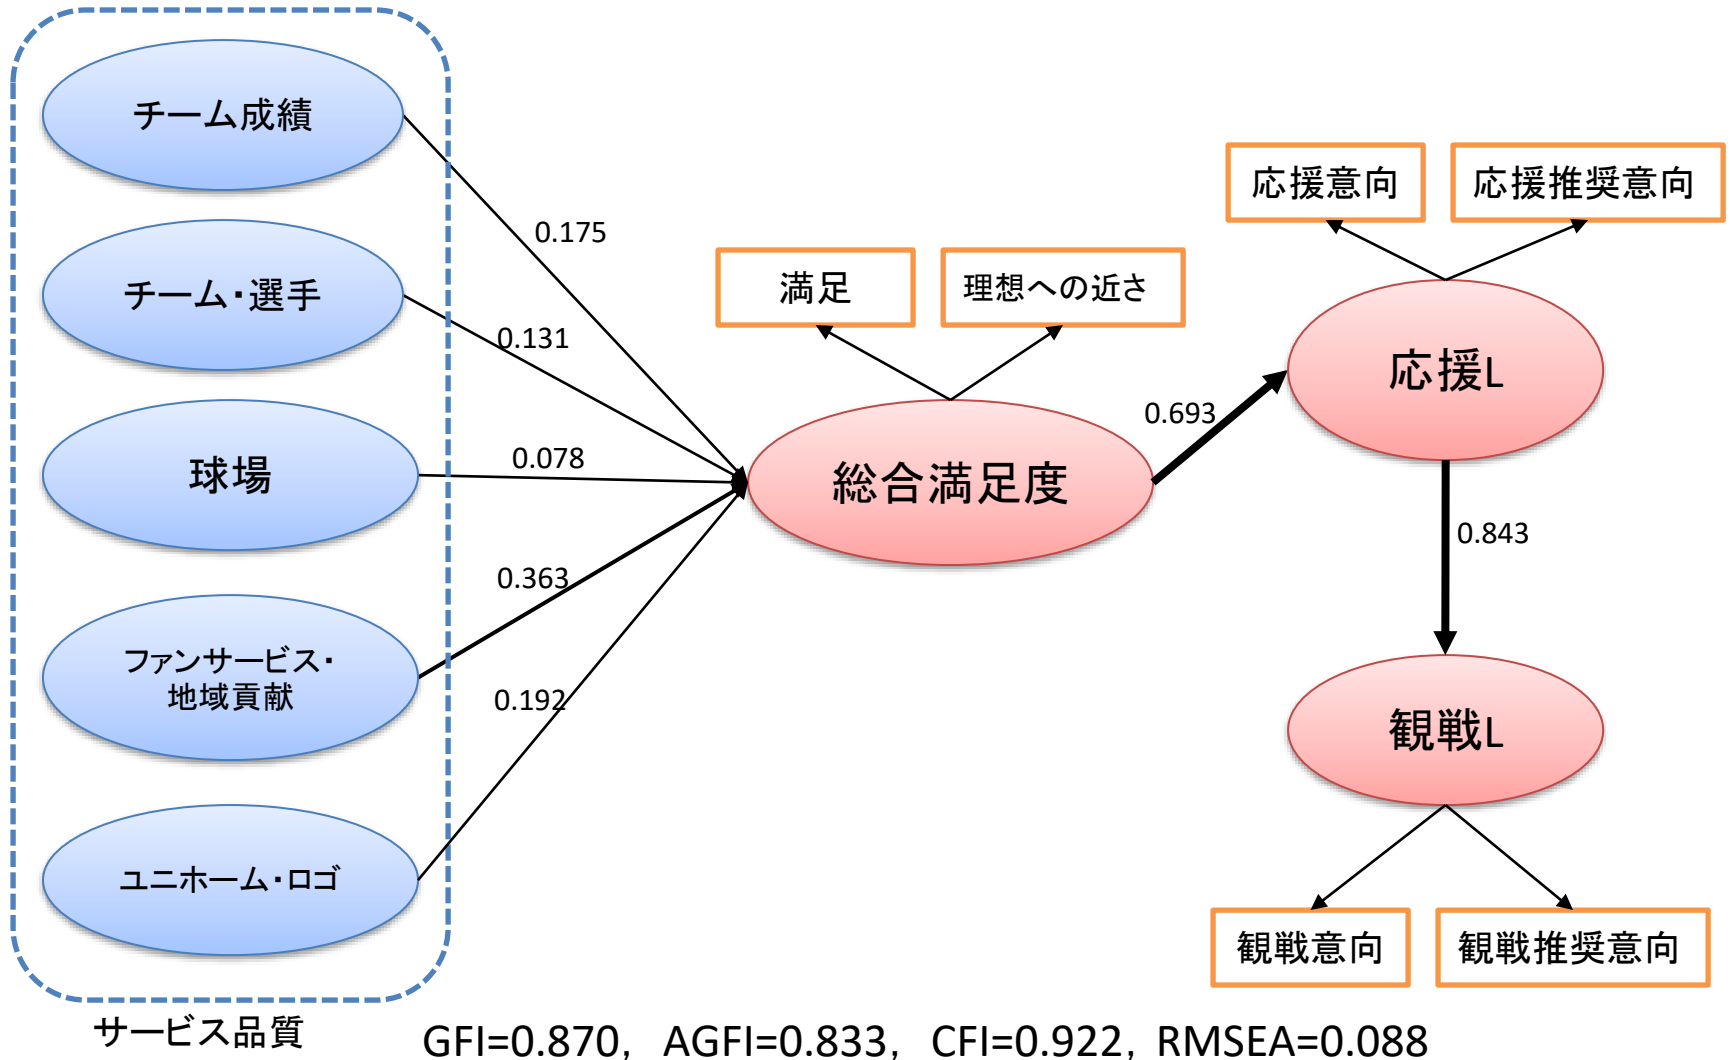 チーム成績
チーム・選手
球場
ファンサービス・
地域貢献
ユニホーム・ロゴ
サービス品質
0.175
0.131
0.078
0.363
0.192
満足
理想への近さ
総合満足度
0.693
応援意向
応援推奨意向
応援L
0.843
観戦L
観戦意向
観戦推奨意向
GFI=0.870, AGFI=0.833, CFI=0.922, RMSEA=0.088